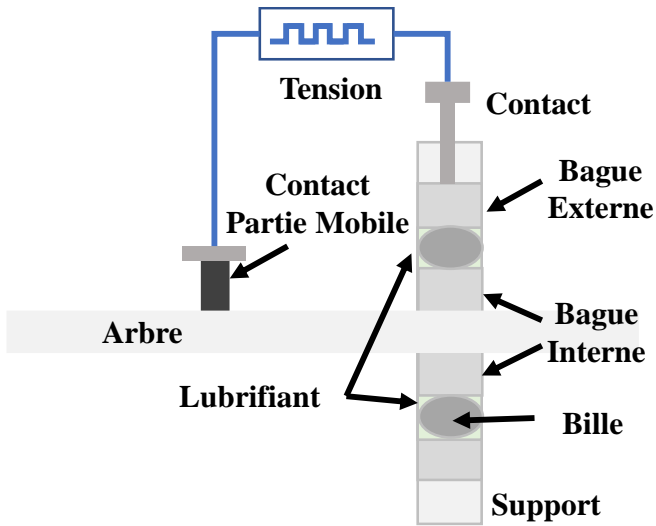 Tension
Contact
Contact
Partie Mobile
Bague
Externe
Arbre
Bague
Interne
Lubrifiant
Bille
Support